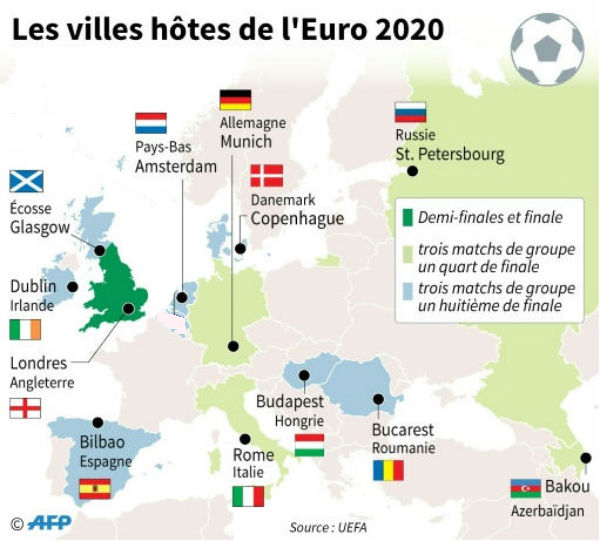 Les villes hôtes de l'Euro 2020
Allemagne
Munich
Pays-Bas
Amsterdam
Russie
St. Petersbourg
Danemark
Copenhague
Écosse
Glasgow
Demi-finales et finale
trois matchs de groupe
un quart de finale
trois matchs de groupe
un huitième de finale
Dublin
Irlande
Londres
Angleterre
Budapest
Hongrie
Bucarest
Roumanie
Bilbao
Espagne
Rome
Italie
Bakou
Azerbaïdjan
© AFP
Source : UEFA